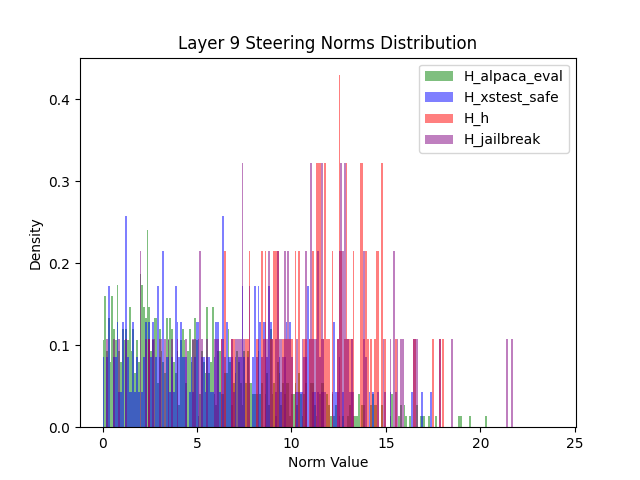 Layer 9 Steering Norms Distribution
H_alpaca_eval
H_xstest_safe
H_h
H_jailbreak
0.4
0.3
0.2
0.1
0.0
Density
0
5
10
15
20
25
Norm Value